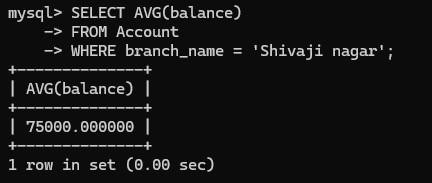 mysql> SELECT AVG(balance)
    -> FROM Account
    -> WHERE branch_name = 'Shivaji nagar';
+--------------+
| AVG(balance) |
+--------------+
| 75000.000000 |
+--------------+
1 row in set (0.00 sec)